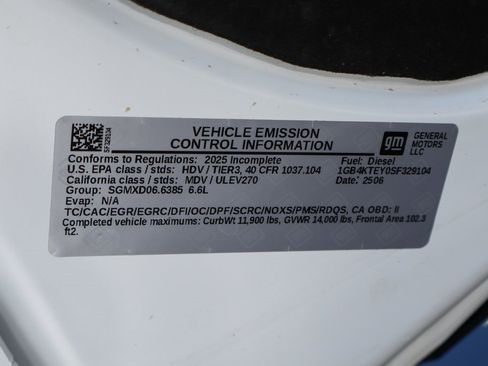 SF329104
VEHICLE EMISSION
CONTROL INFORMATION
gm
GENERAL
MOTORS
LLC
Conforms to Regulations: 2025 Incomplete
Fuel: Diesel
U.S. EPA class / stds: HDV / TIER3, 40 CFR 1037.104
1GB4KTEY0SF329104
California class / stds: MDV / ULEV270
Date: 2506
Group: SGMXD06.6385 6.6L
Evap: N/A
TC/CAC/EGR/EGRC/DFI/OC/DPF/SCRC/NOXS/PMS/RDQS, CA OBD: II
Completed vehicle maximums: CurbWt 11,900 lbs, GVWR 14,000 lbs, Frontal Area 102.3
ft2.